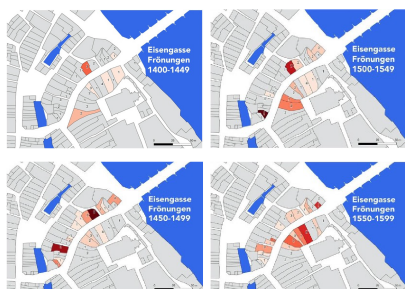 Eisengasse
Frönungen
1400-1449
Eisengasse
Frönungen
1500-1549
Eisengasse
Frönungen
1450-1499
Eisengasse
Frönungen
1550-1599